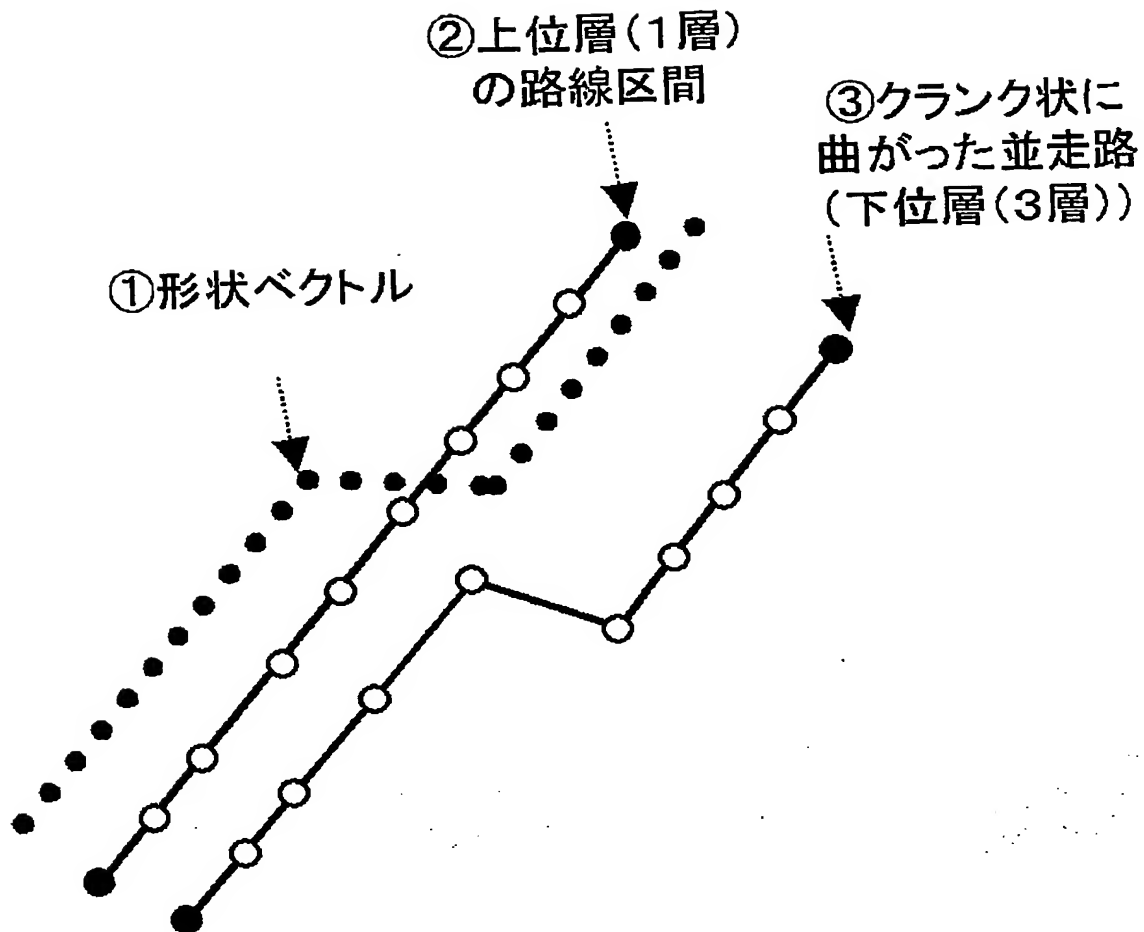 ②上位層(1層)
の路線区間
③クランク状に
曲がった並走路
(下位層(3層))
①形状ベクトル